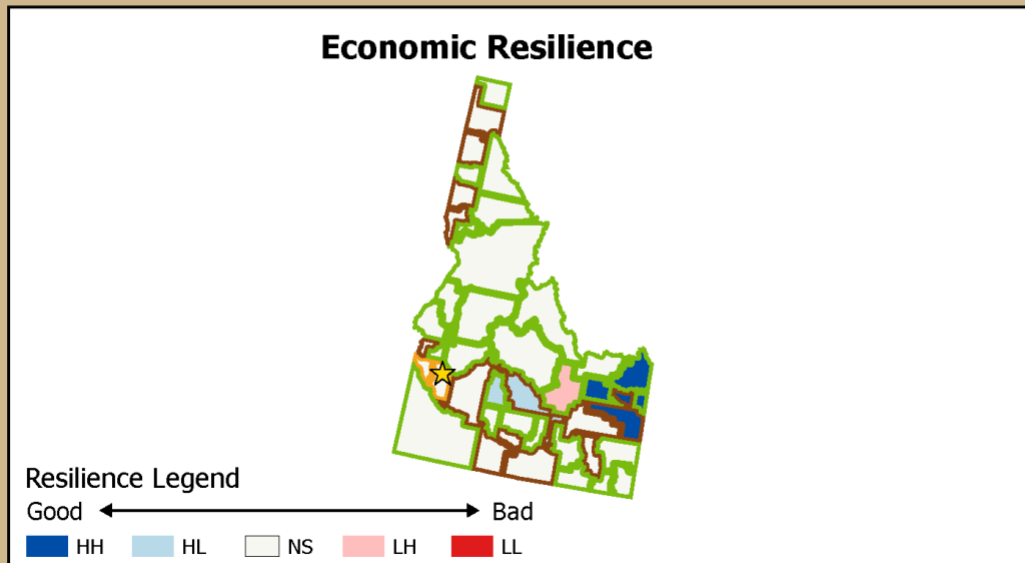 Economic Resilience
Resilience Legend
Good Bad
HH HL NS LH LL